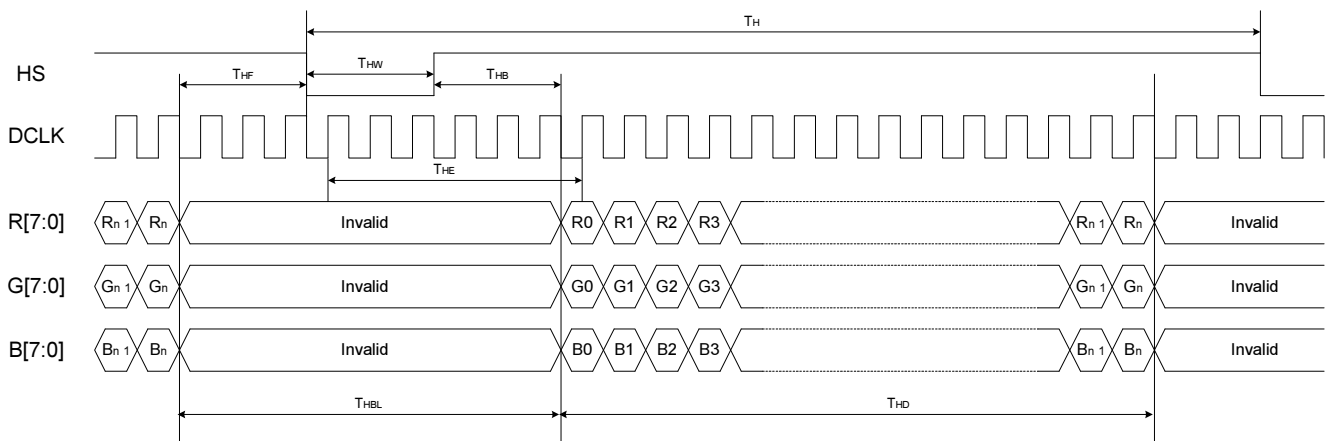 TH
HS
THF
THW
THB
DCLK
THE
R[7:0]
Rn 1
Rn
Invalid
R0
R1
R2
R3
Rn 1
Rn
Invalid
G[7:0]
Gn 1
Gn
Invalid
G0
G1
G2
G3
Gn 1
Gn
Invalid
B[7:0]
Bn 1
Bn
Invalid
B0
B1
B2
B3
Bn 1
Bn
Invalid
THBL
THD